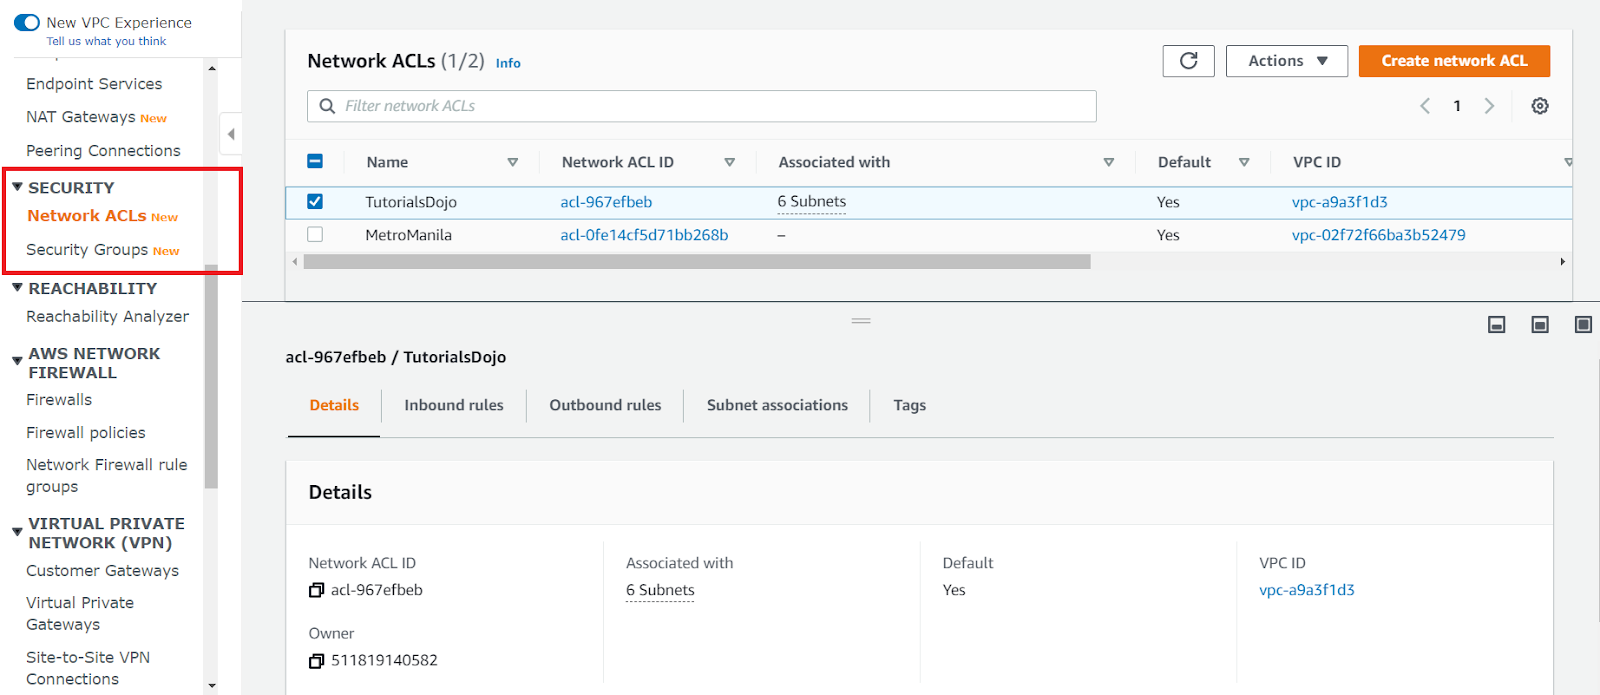 New VPC Experience
Tell us what you think
Endpoint Services
NAT Gateways New
Peering Connections
SECURITY
Network ACLs New
Security Groups New
REACHABILITY
Reachability Analyzer
AWS NETWORK
FIREWALL
Firewalls
Firewall policies
Network Firewall rule
groups
VIRTUAL PRIVATE
NETWORK (VPN)
Customer Gateways
Virtual Private
Gateways
Site-to-Site VPN
Connections
Network ACLs (1/2) Info
Actions
Create network ACL
Filter network ACLs
1
Name Network ACL ID Associated with Default VPC ID
TutorialsDojo acl-967efbeb 6 Subnets Yes vpc-a9a3f1d3
MetroManila acl-0fe14cf5d71bb268b – Yes vpc-02f72f66ba3b52479
acl-967efbeb / TutorialsDojo
Details Inbound rules Outbound rules Subnet associations Tags
Details
Network ACL ID Associated with Default VPC ID
acl-967efbeb 6 Subnets Yes vpc-a9a3f1d3
Owner
511819140582